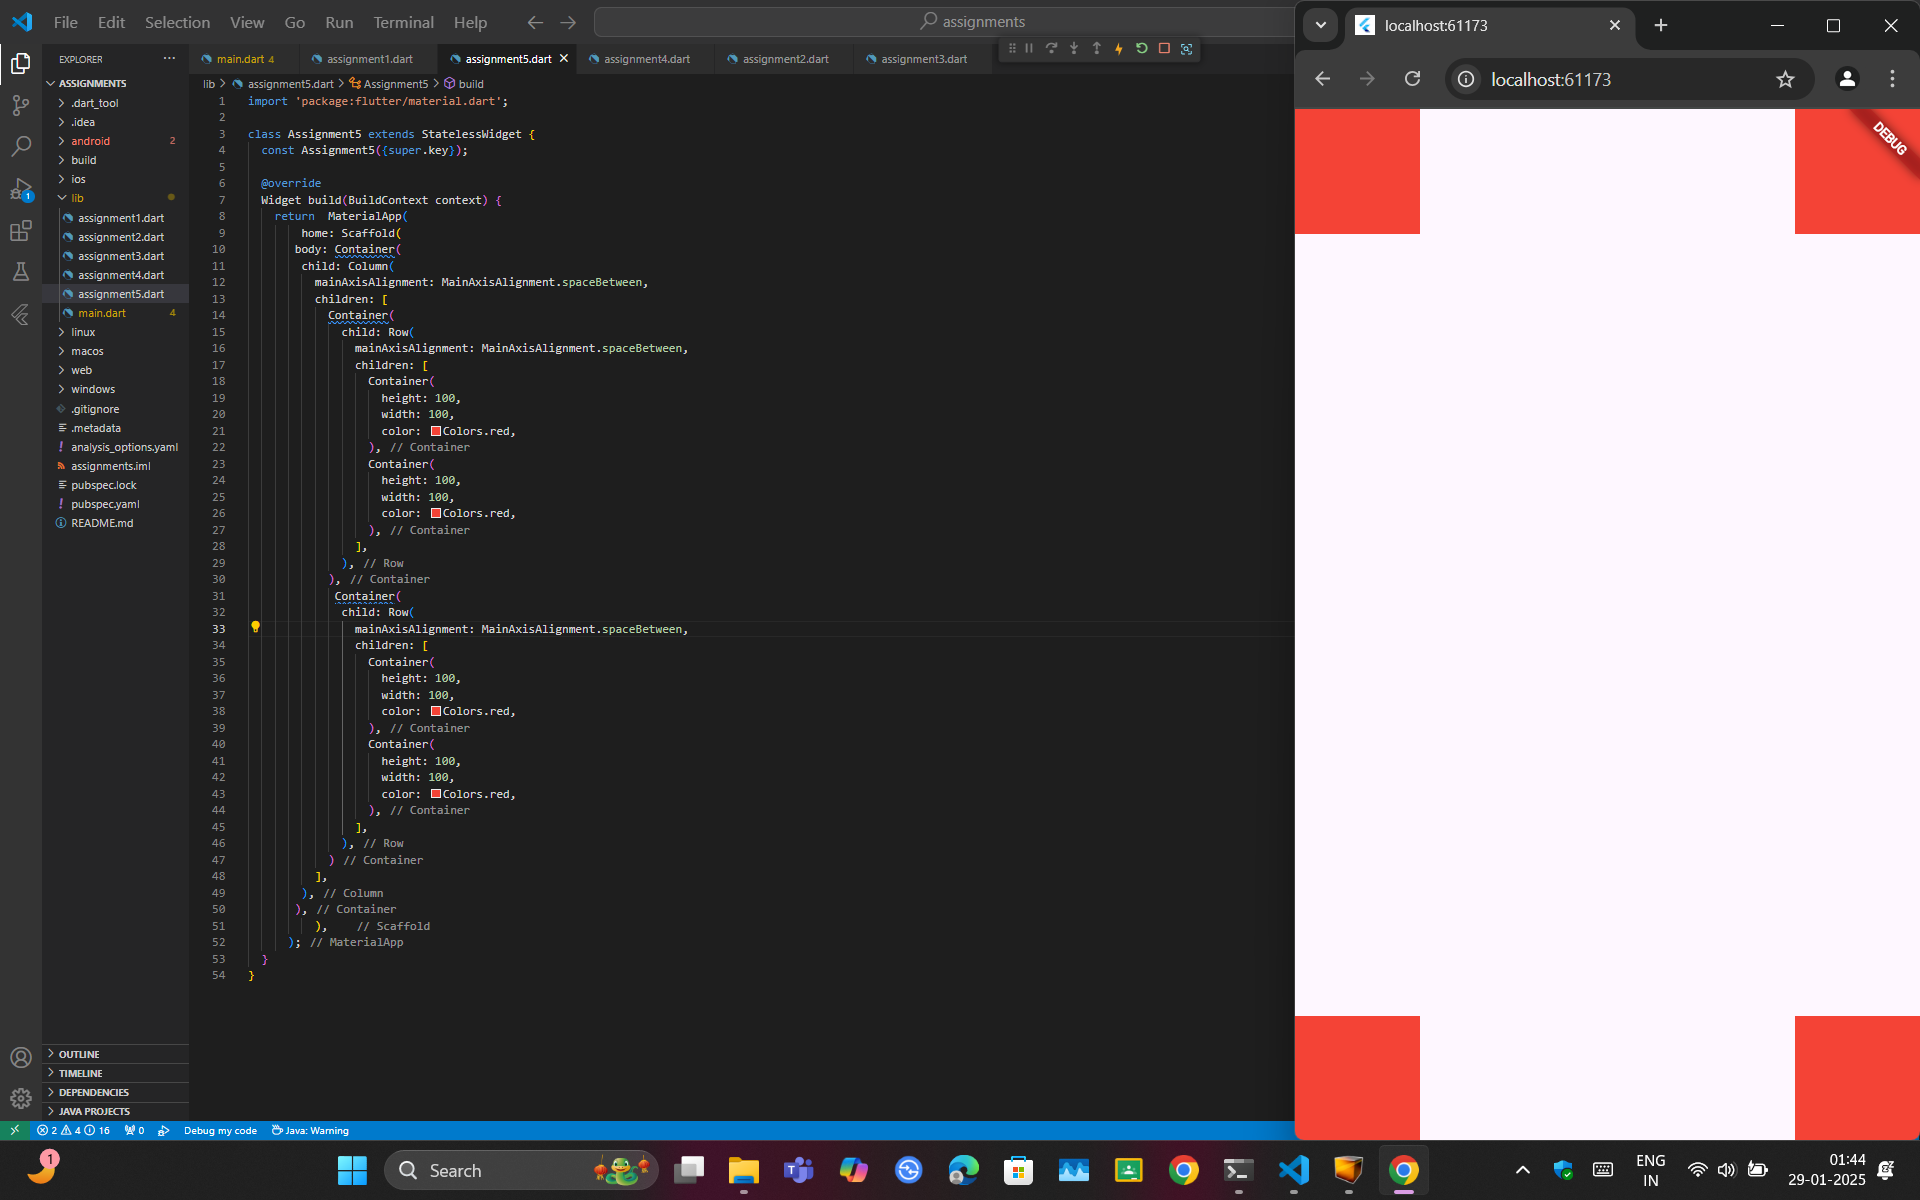 File Edit Selection View Go Run Terminal Help
assignments
EXPLORER
ASSIGNMENTS
.dart_tool
.idea
android 2
build
ios
lib
assignment1.dart
assignment2.dart
assignment3.dart
assignment4.dart
assignment5.dart
main.dart 4
linux
macos
web
windows
.gitignore
.metadata
analysis_options.yaml
assignments.iml
pubspec.lock
pubspec.yaml
README.md
OUTLINE
TIMELINE
DEPENDENCIES
JAVA PROJECTS
1
main.dart 4 assignment1.dart assignment5.dart assignment4.dart assignment2.dart assignment3.dart
lib > assignment5.dart > Assignment5 > build
1 import 'package:flutter/material.dart';
2
3 class Assignment5 extends StatelessWidget {
4 const Assignment5({super.key});
5
6 @override
7 Widget build(BuildContext context) {
8 return MaterialApp(
9 home: Scaffold(
10 body: Container(
11 child: Column(
12 mainAxisAlignment: MainAxisAlignment.spaceBetween,
13 children: [
14 Container(
15 child: Row(
16 mainAxisAlignment: MainAxisAlignment.spaceBetween,
17 children: [
18 Container(
19 height: 100,
20 width: 100,
21 color: Colors.red,
22 ), // Container
23 Container(
24 height: 100,
25 width: 100,
26 color: Colors.red,
27 ), // Container
28 ],
29 ), // Row
30 ), // Container
31 Container(
32 child: Row(
33 mainAxisAlignment: MainAxisAlignment.spaceBetween,
34 children: [
35 Container(
36 height: 100,
37 width: 100,
38 color: Colors.red,
39 ), // Container
40 Container(
41 height: 100,
42 width: 100,
43 color: Colors.red,
44 ), // Container
45 ],
46 ), // Row
47 ) // Container
48 ],
49 ), // Column
50 ), // Container
51 ), // Scaffold
52 ); // MaterialApp
53 }
54 }
2 4 16 0 Debug my code Java: Warning
localhost:61173
localhost:61173
DEBUG
1
Search
ENG
IN
01:44
29-01-2025